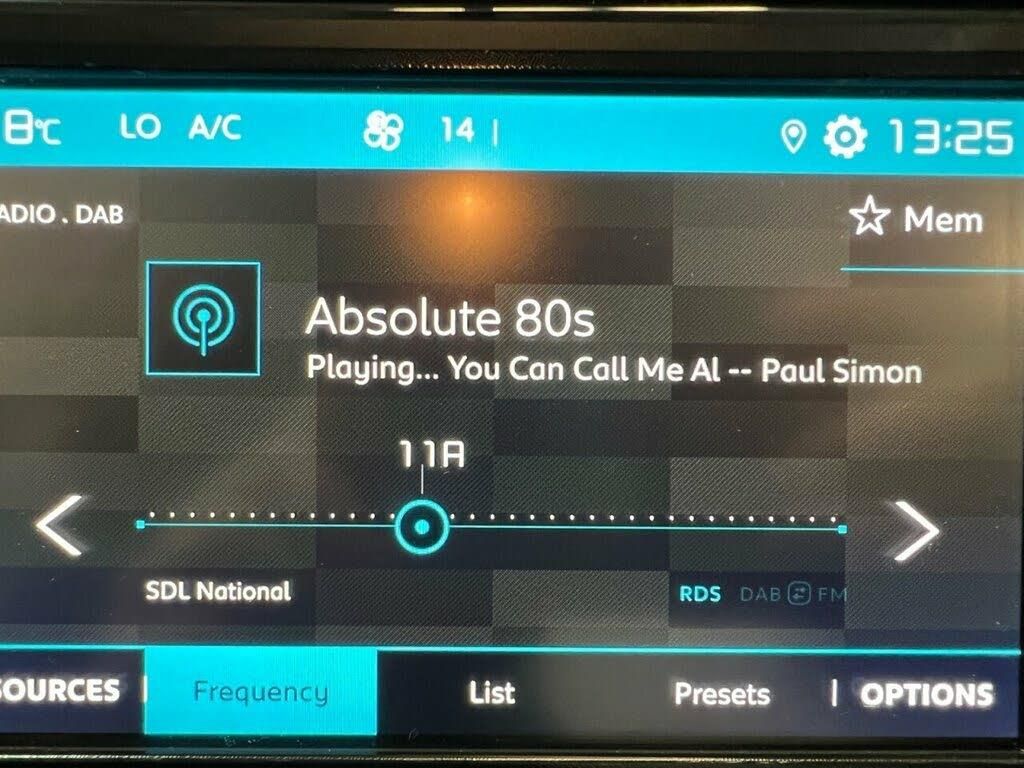 8°C LO A/C 14 13:25
ADIO . DAB
Mem
Absolute 80s
Playing... You Can Call Me Al -- Paul Simon
11A
SDL National
RDS DAB FM
SOURCES Frequency List Presets OPTIONS